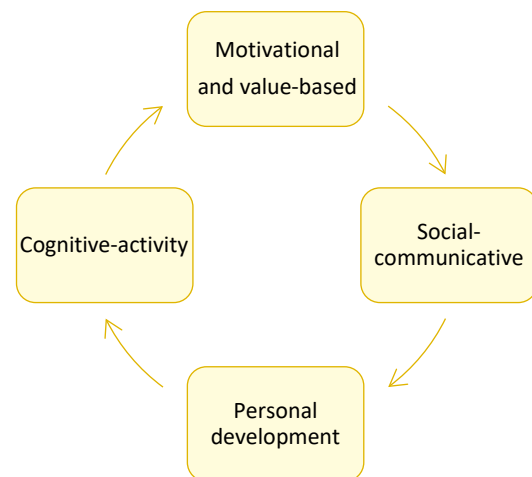 Motivational
and value-based
Cognitive-activity
Social-
communicative
Personal
development